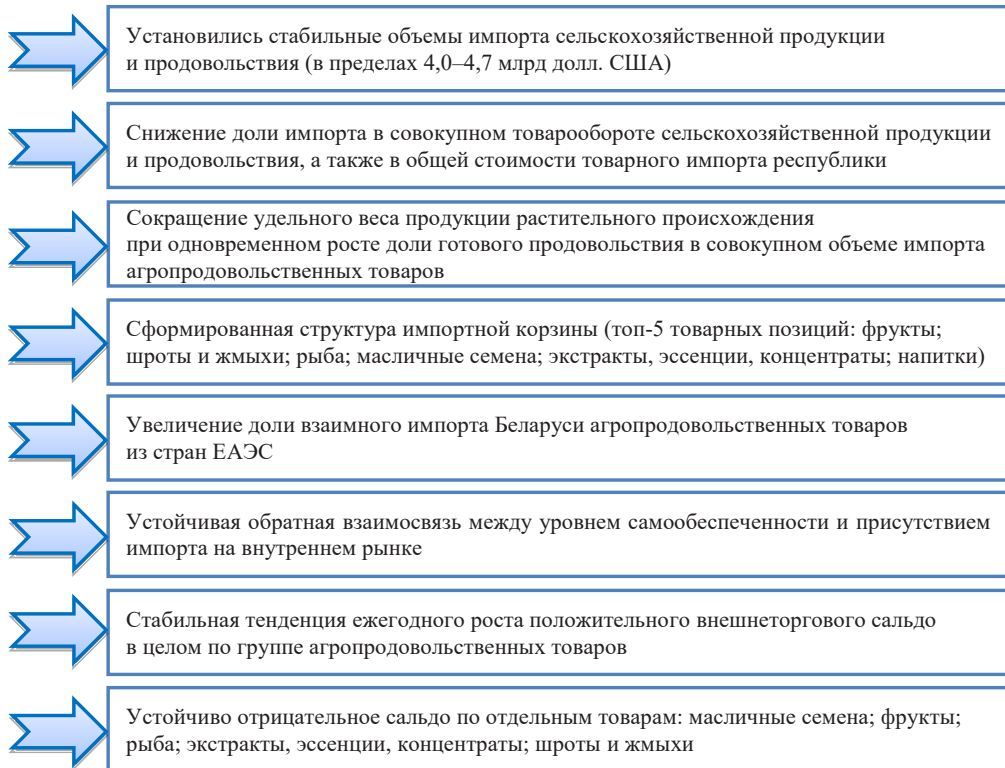 Установились стабильные объемы импорта сельскохозяйственной продукции
и продовольствия (в пределах 4,0–4,7 млрд долл. США)
Снижение доли импорта в совокупном товарообороте сельскохозяйственной продукции
и продовольствия, а также в общей стоимости товарного импорта республики
Сокращение удельного веса продукции растительного происхождения
при одновременном росте доли готового продовольствия в совокупном объеме импорта
агропродовольственных товаров
Сформированная структура импортной корзины (топ-5 товарных позиций: фрукты;
шроты и жмыхи; рыба; масличные семена; экстракты, эссенции, концентраты; напитки)
Увеличение доли взаимного импорта Беларуси агропродовольственных товаров
из стран ЕАЭС
Устойчивая обратная взаимосвязь между уровнем самообеспеченности и присутствием
импорта на внутреннем рынке
Стабильная тенденция ежегодного роста положительного внешнеторгового сальдо
в целом по группе агропродовольственных товаров
Устойчиво отрицательное сальдо по отдельным товарам: масличные семена; фрукты;
рыба; экстракты, эссенции, концентраты; шроты и жмыхи